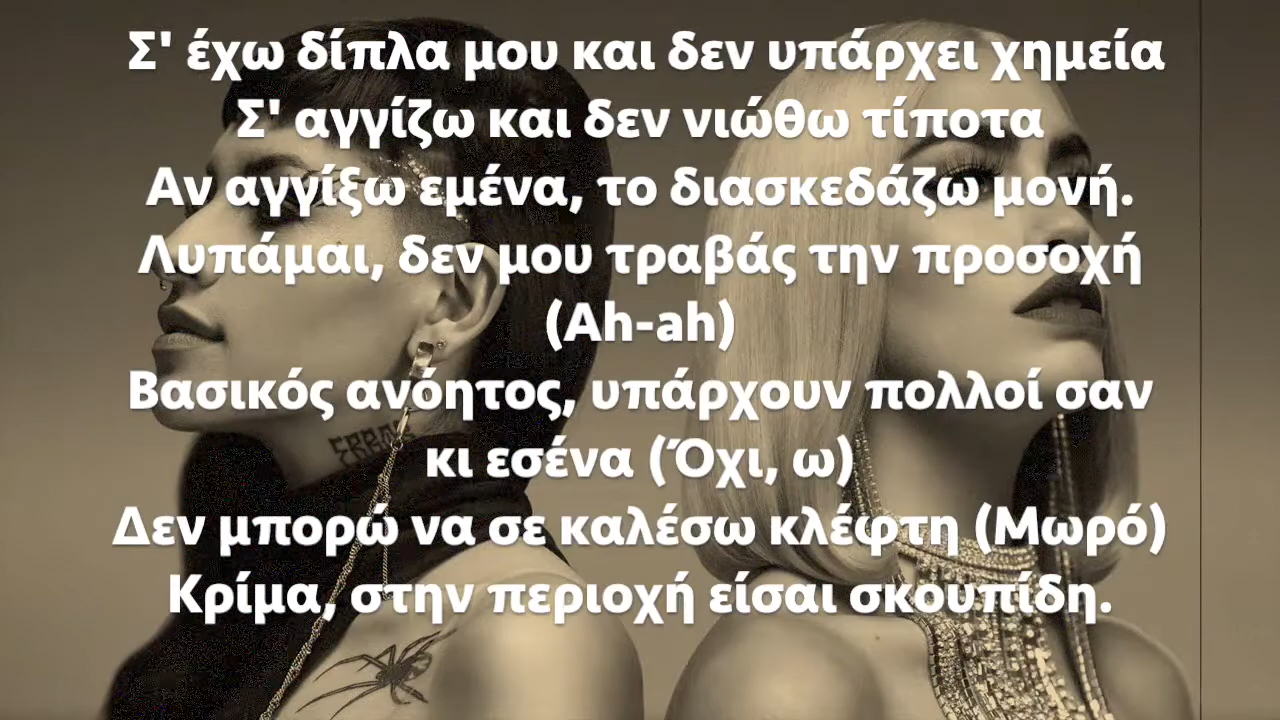 Σ' έχω δίπλα μου και δεν υπάρχει χημεία
Σ' αγγίζω και δεν νιώθω τίποτα
Αν αγγίξω εμένα, το διασκεδάζω μονή.
Λυπάμαι, δεν μου τραβάς την προσοχή
(Ah-ah)
Βασικός ανόητος, υπάρχουν πολλοί σαν
κι εσένα (Όχι, ω)
Δεν μπορώ να σε καλέσω κλέφτη (Μωρό)
Κρίμα, στην περιοχή είσαι σκουπίδη.